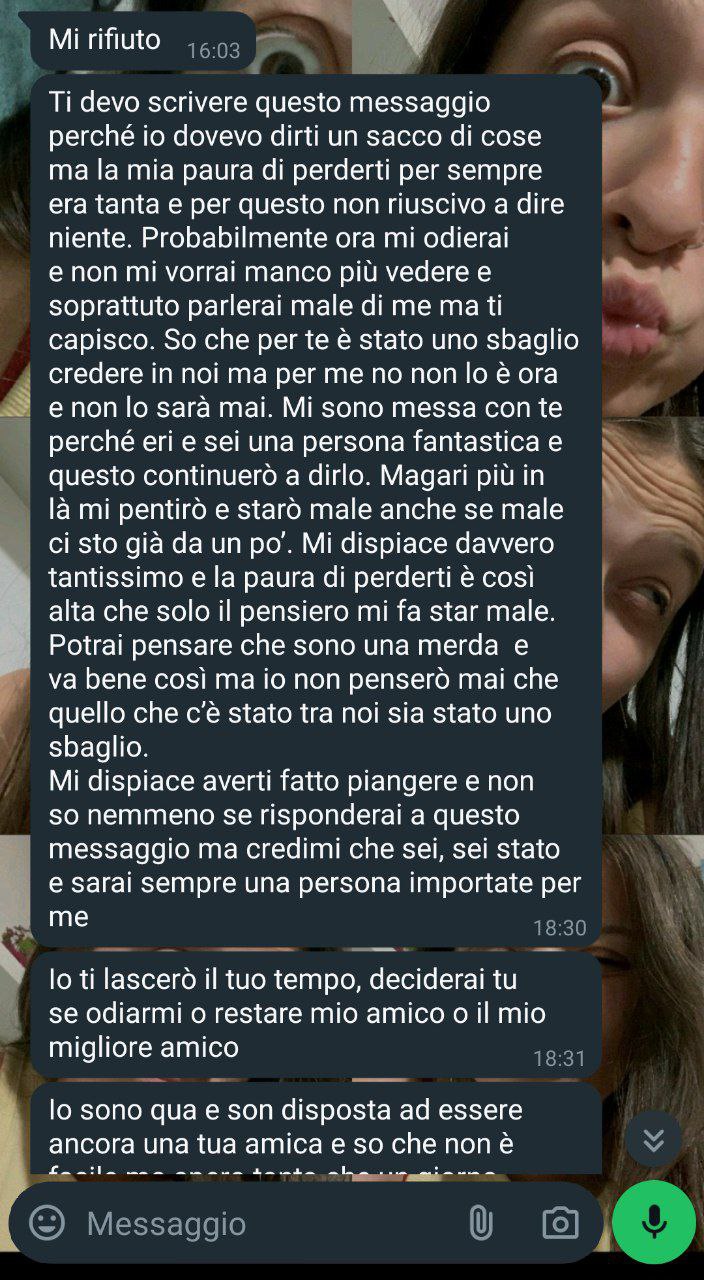 Mi rifiuto 16:03
Ti devo scrivere questo messaggio
perché io dovevo dirti un sacco di cose
ma la mia paura di perderti per sempre
era tanta e per questo non riuscivo a dire
niente. Probabilmente ora mi odierai
e non mi vorrai manco più vedere e
soprattutto parlerai male di me ma ti
capisco. So che per te è stato uno sbaglio
credere in noi ma per me no non lo è ora
e non lo sarà mai. Mi sono messa con te
perché eri e sei una persona fantastica e
questo continuerò a dirlo. Magari più in
là mi pentirò e starò male anche se male
ci sto già da un po’. Mi dispiace davvero
tantissimo e la paura di perderti è così
alta che solo il pensiero mi fa star male.
Potrai pensare che sono una merda  e
va bene così ma io non penserò mai che
quello che c’è stato tra noi sia stato uno
sbaglio.
Mi dispiace averti fatto piangere e non
so nemmeno se risponderai a questo
messaggio ma credimi che sei, sei stato
e sarai sempre una persona importate per
me 18:30
Io ti lascerò il tuo tempo, deciderai tu
se odiarmi o restare mio amico o il mio
migliore amico 18:31
Io sono qua e son disposta ad essere
ancora una tua amica e so che non è
Messaggio